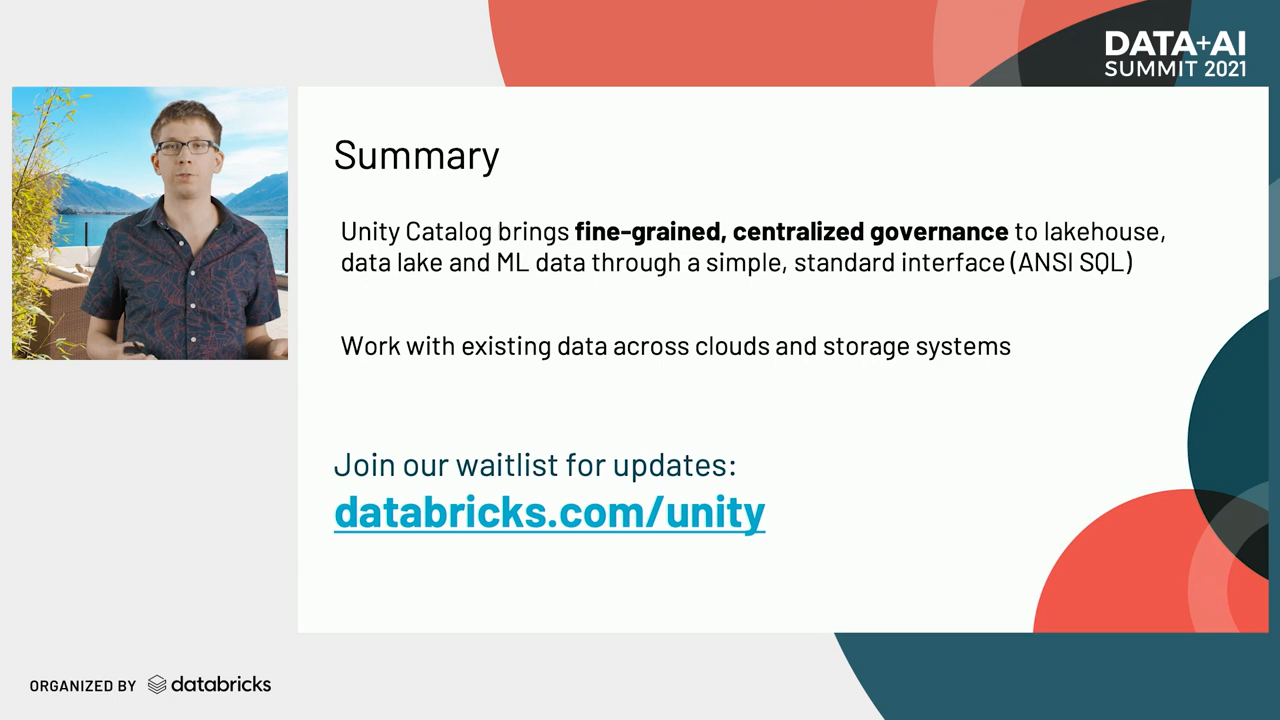 DATA+AI
SUMMIT 2021
Summary
Unity Catalog brings fine-grained, centralized governance to lakehouse,
data lake and ML data through a simple, standard interface (ANSI SQL)
Work with existing data across clouds and storage systems
Join our waitlist for updates:
databricks.com/unity
ORGANIZED BY databricks